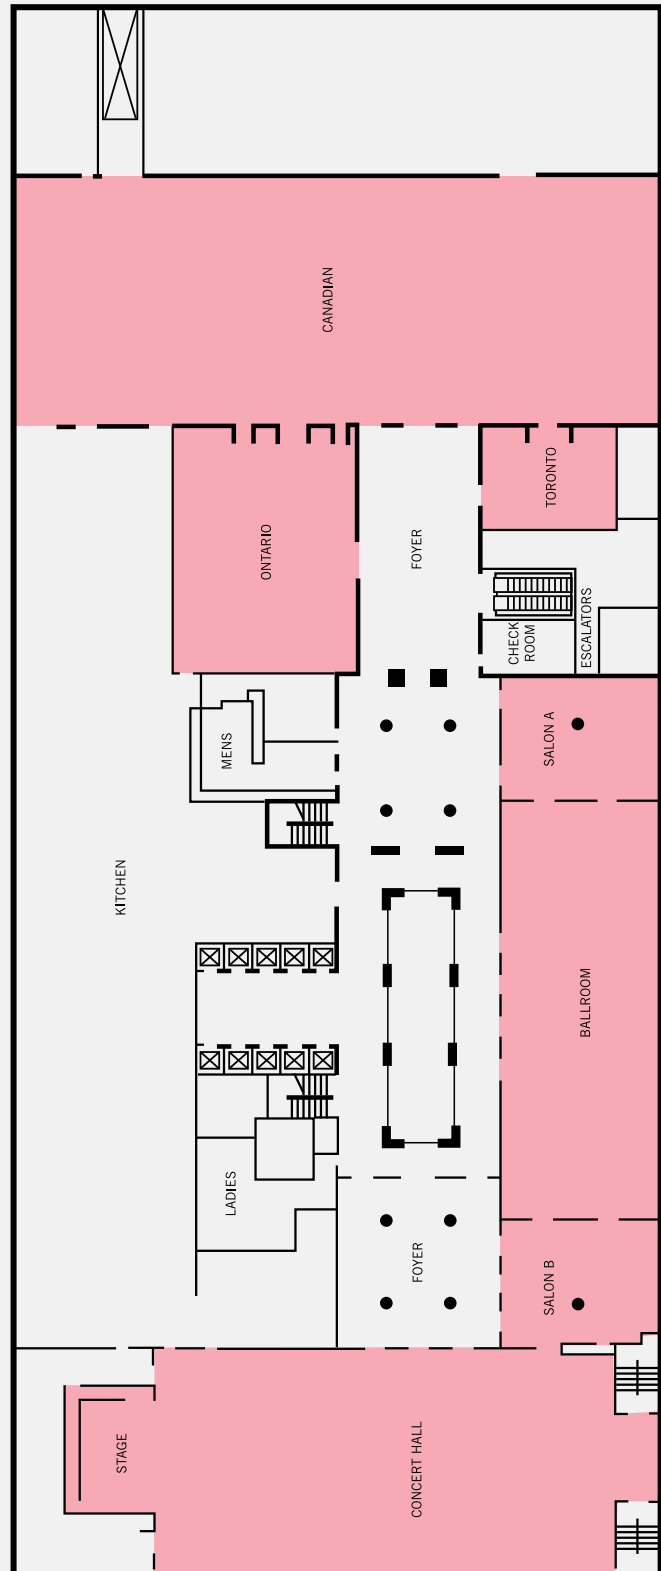 CANADIAN
ONTARIO
FOYER
TORONTO
CHECK
ROOM
ESCALATORS
MENS
SALON A
KITCHEN
BALLROOM
LADIES
FOYER
SALON B
STAGE
CONCERT HALL